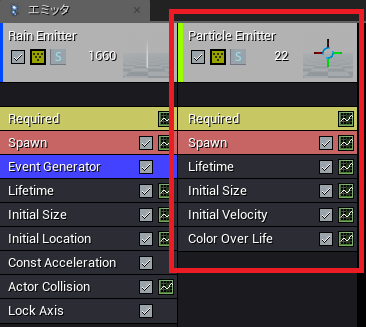 エミッタ
Rain Emitter
1660
Required
Spawn
Event Generator
Lifetime
Initial Size
Initial Location
Const Acceleration
Actor Collision
Lock Axis
Particle Emitter
22
Required
Spawn
Lifetime
Initial Size
Initial Velocity
Color Over Life